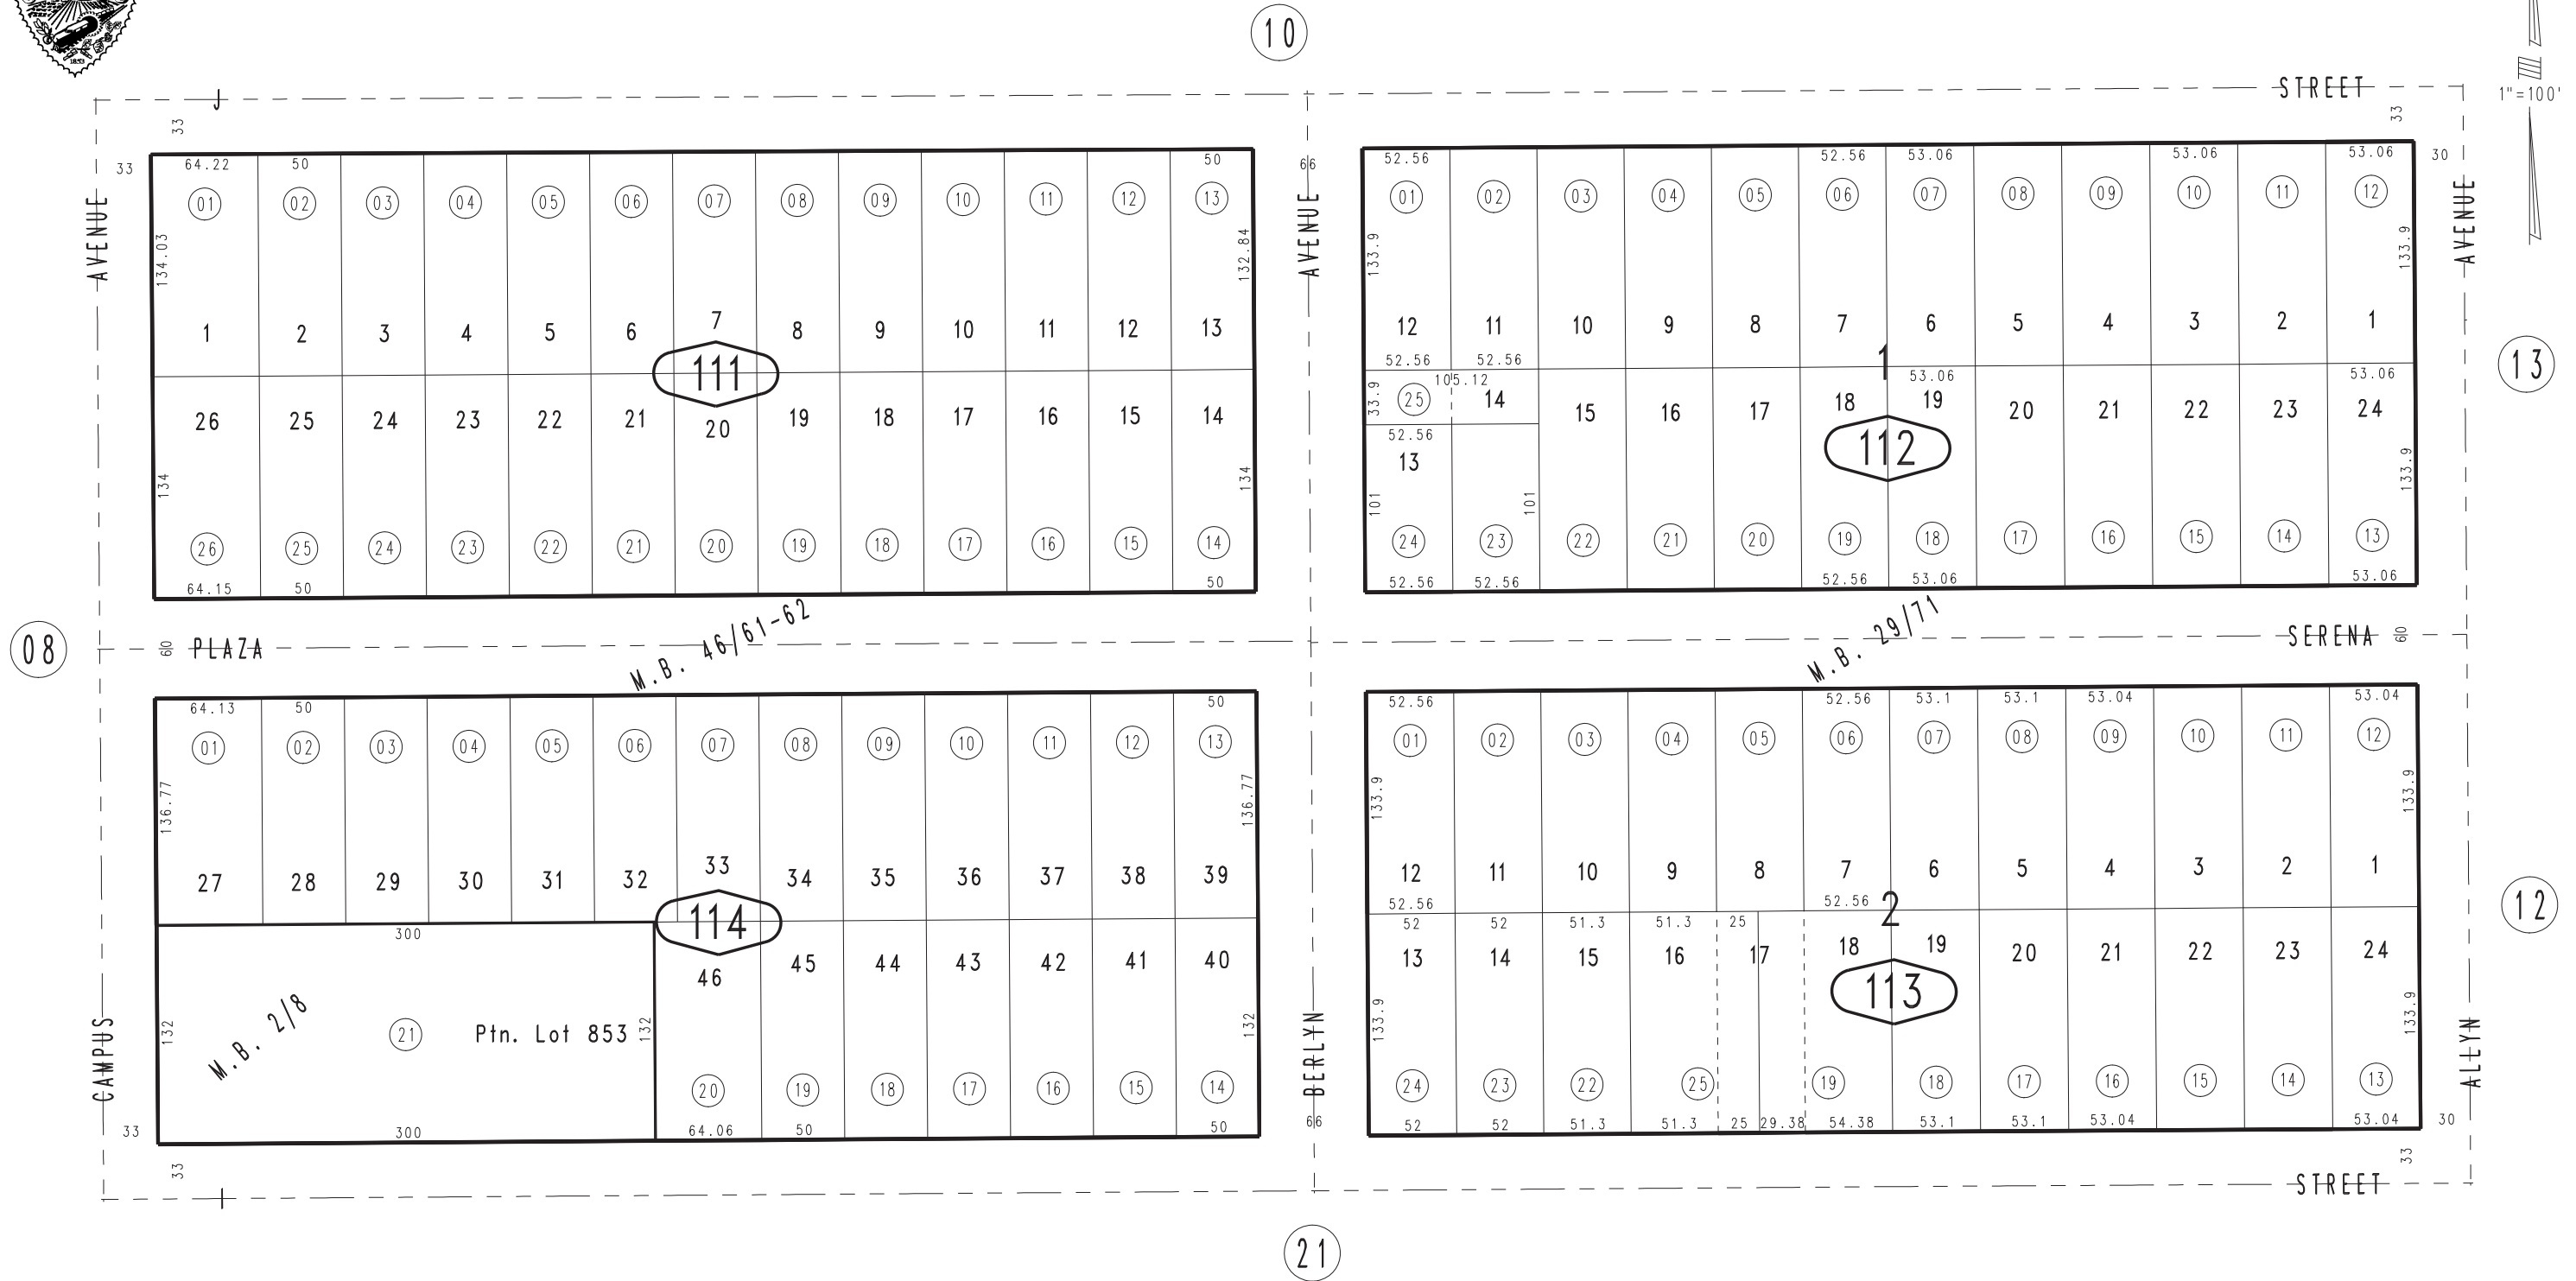 1853
10
J STREET
1"=100'
33 33
33 64.22 50 50 66 52.56 52.56 53.06 53.06 53.06 30
01 02 03 04 05 06 07 08 09 10 11 12 13 01 02 03 04 05 06 07 08 09 10 11 12
AVENUE AVENUE AVENUE
134.03 132.84 133.9 133.9
1 2 3 4 5 6 7 8 9 10 11 12 13 12 11 10 9 8 7 6 5 4 3 2 1
52.56 52.56 1
111 13
105.12 53.06 53.06
33.9 25 14
26 25 24 23 22 21 20 19 18 17 16 15 14 15 16 17 18 19 20 21 22 23 24
52.56
13 112
134 134 101 101 133.9
26 25 24 23 22 21 20 19 18 17 16 15 14 24 23 22 21 20 19 18 17 16 15 14 13
64.15 50 50 52.56 52.56 52.56 53.06 53.06
M.B. 46/61-62 M.B. 29/71
08 60 PLAZA SERENA 60
64.13 50 50 52.56 52.56 53.1 53.1 53.04 53.04
01 02 03 04 05 06 07 08 09 10 11 12 13 01 02 03 04 05 06 07 08 09 10 11 12
136.77 136.77 133.9 133.9
27 28 29 30 31 32 33 34 35 36 37 38 39 12 11 10 9 8 7 6 5 4 3 2 1
52.56 52.56 2 12
114
300 52 52 51.3 51.3 25
46 45 44 43 42 41 40 13 14 15 16 17 18 19 20 21 22 23 24
113
M.B. 2/8
132 21 Ptn. Lot 853 132 132 133.9 133.9
CAMPUS BERLYN ALLYN
20 19 18 17 16 15 14 24 23 22 25 19 18 17 16 15 14 13
33 300 64.06 50 50 66 52 52 51.3 51.3 25 29.38 54.38 53.1 53.1 53.04 53.04 30
33 33
I STREET
21